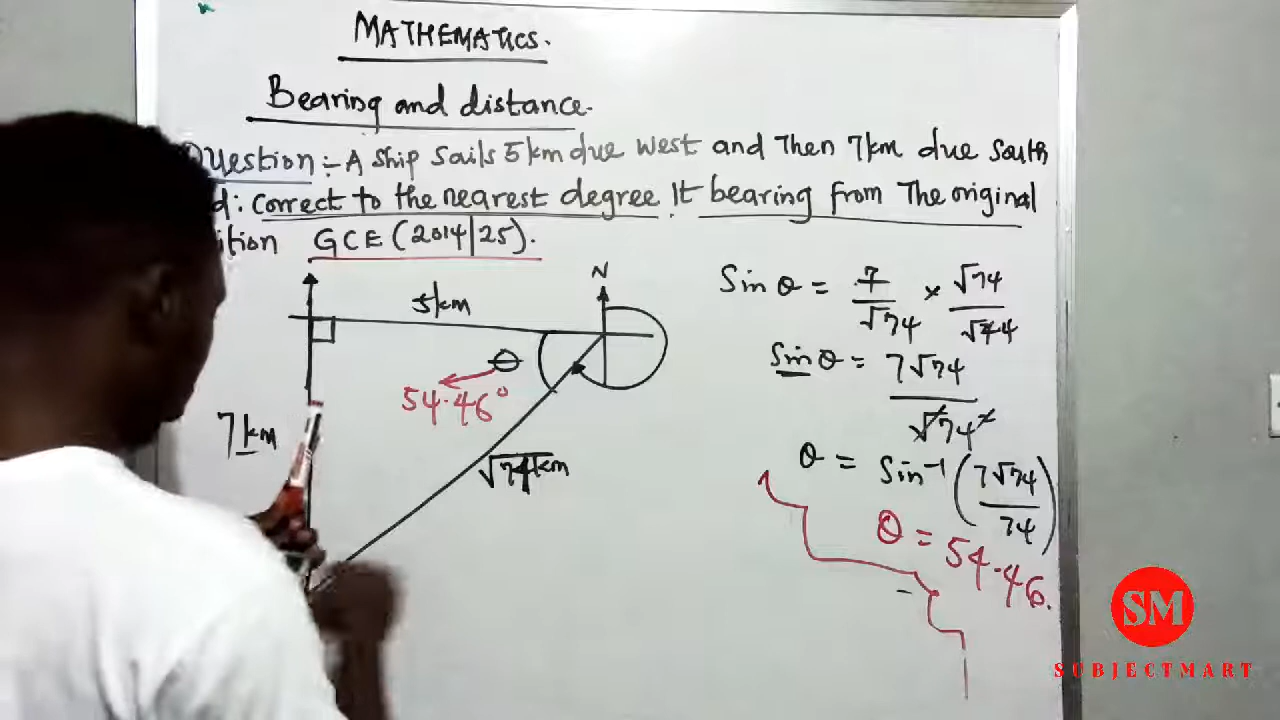 MATHEMATICS.
Bearing and distance.
Question :- A ship sails 5km due west and Then 7km due south
correct to the nearest degree It bearing from The original
GCE (2014/25).
N
5km
θ
54.46°
7km
√74km
Sin θ = 7/√74 × √74/√74
Sin θ = 7√74/√74²
θ = Sin⁻¹ (7√74/74)
θ = 54.46.
SM
SUBJECTMART